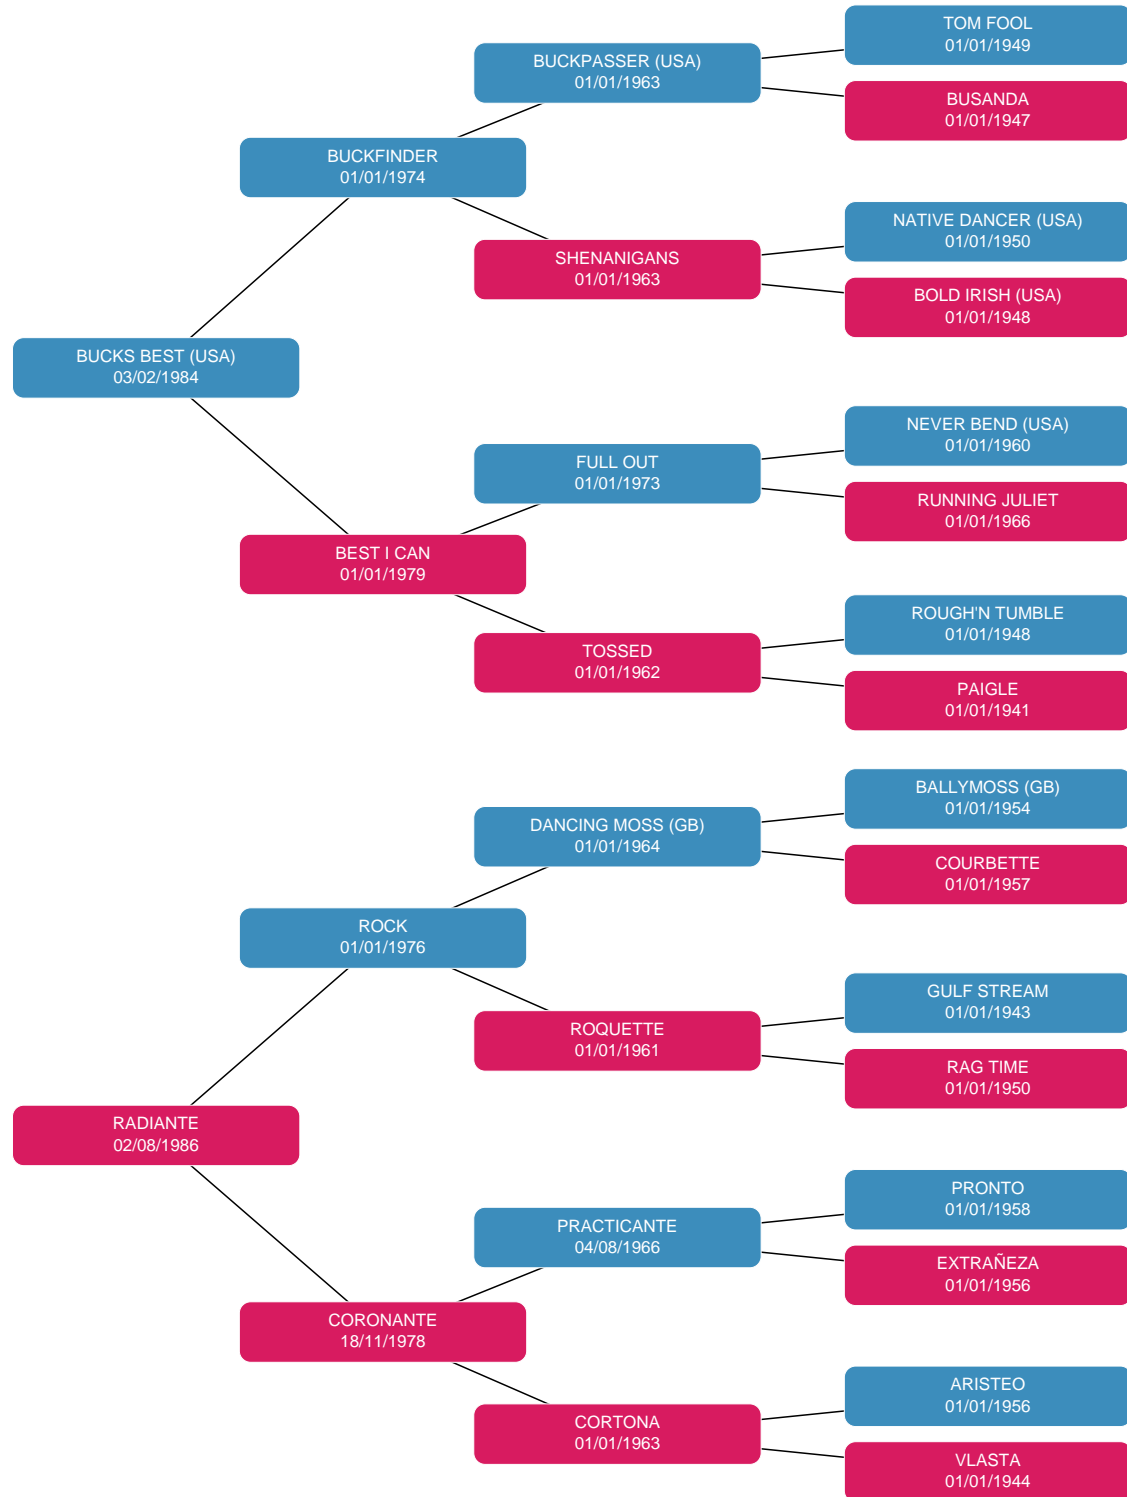 TOM FOOL
01/01/1949
BUCKPASSER (USA)
01/01/1963
BUSANDA
01/01/1947
BUCKFINDER
01/01/1974
NATIVE DANCER (USA)
01/01/1950
SHENANIGANS
01/01/1963
BOLD IRISH (USA)
01/01/1948
BUCKS BEST (USA)
03/02/1984
NEVER BEND (USA)
01/01/1960
FULL OUT
01/01/1973
RUNNING JULIET
01/01/1966
BEST I CAN
01/01/1979
ROUGH'N TUMBLE
01/01/1948
TOSSED
01/01/1962
PAIGLE
01/01/1941
BALLYMOSS (GB)
01/01/1954
DANCING MOSS (GB)
01/01/1964
COURBETTE
01/01/1957
ROCK
01/01/1976
GULF STREAM
01/01/1943
ROQUETTE
01/01/1961
RAG TIME
01/01/1950
RADIANTE
02/08/1986
PRONTO
01/01/1958
PRACTICANTE
04/08/1966
EXTRAÑEZA
01/01/1956
CORONANTE
18/11/1978
ARISTEO
01/01/1956
CORTONA
01/01/1963
VLASTA
01/01/1944